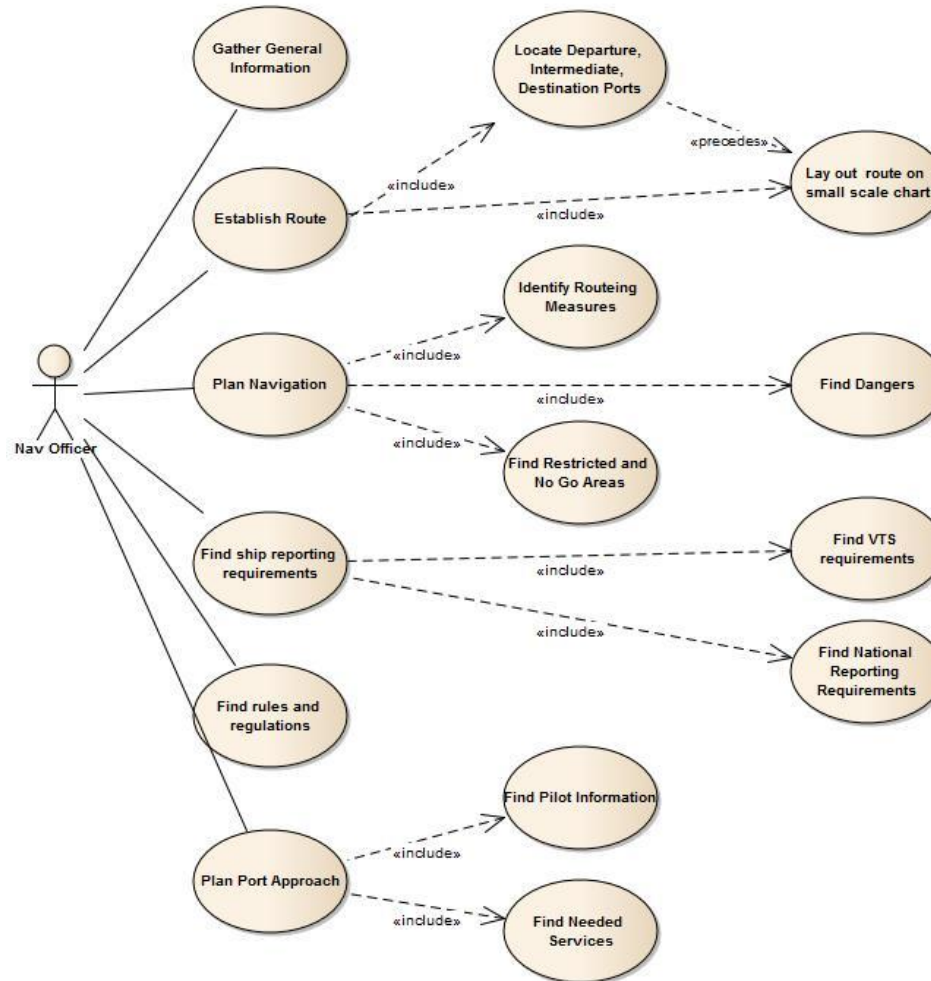 Gather General
Information
Locate Departure,
Intermediate,
Destination Ports
«precedes»
Lay out route on
small scale chart
«include»
Establish Route
«include»
Identify Routeing
Measures
«include»
Plan Navigation
Find Dangers
«include»
«include»
Nav Officer
Find Restricted and
No Go Areas
Find ship reporting
requirements
Find VTS
requirements
«include»
«include»
Find National
Reporting
Requirements
Find rules and
regulations
Find Pilot Information
«include»
Plan Port Approach
«include»
Find Needed
Services